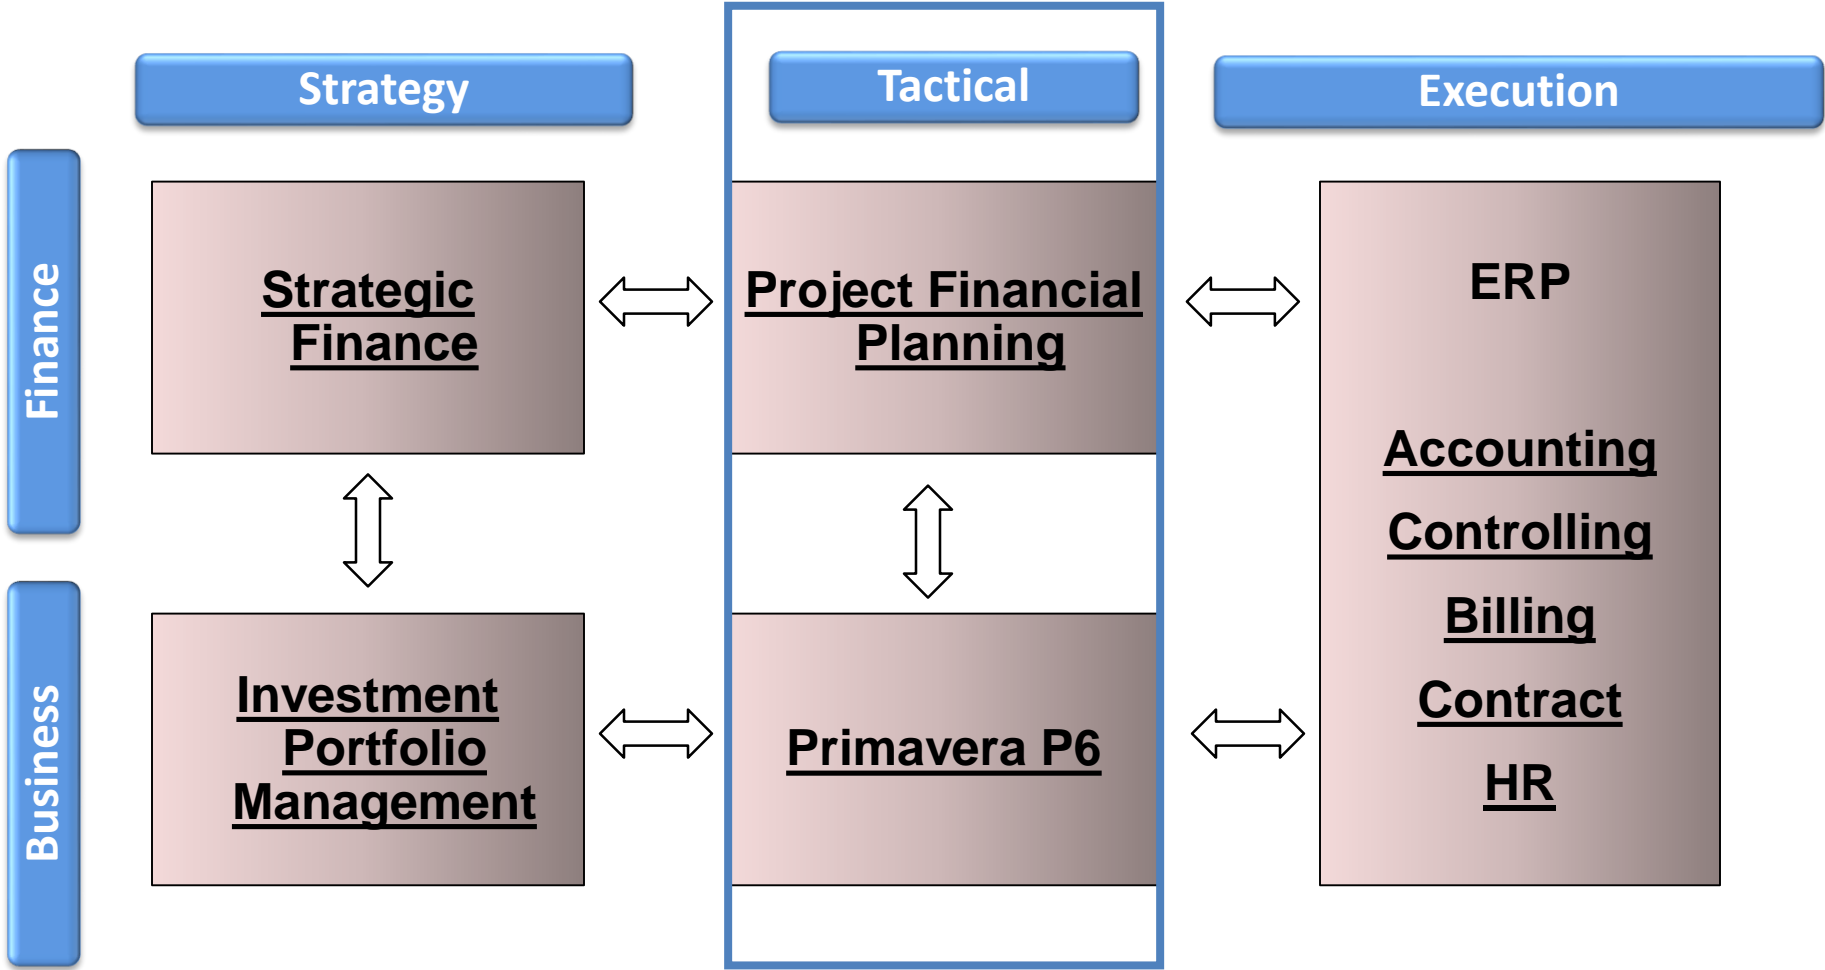 Strategy
Tactical
Execution
Finance
Strategic
Finance
Project Financial
Planning
ERP
Accounting
Controlling
Billing
Contract
HR
Business
Investment
Portfolio
Management
Primavera P6